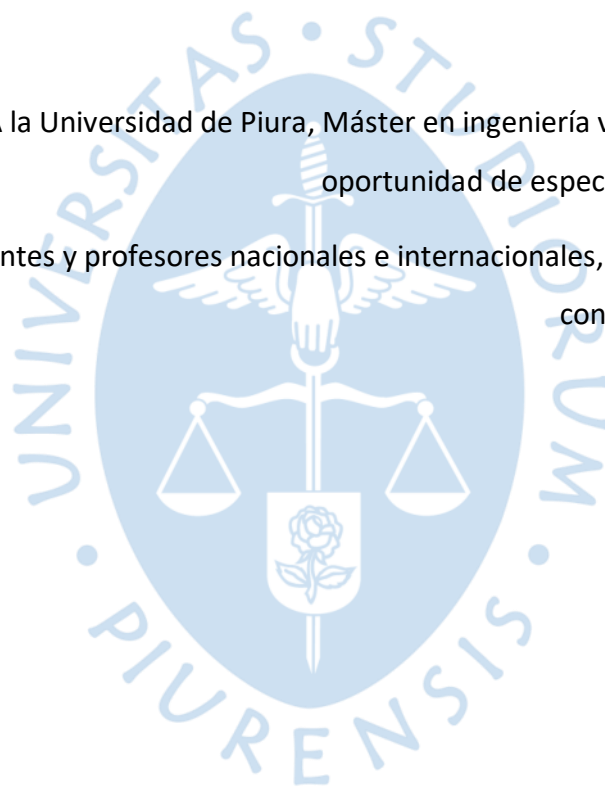 A la Universidad de Piura, Máster en ingeniería v
oportunidad de espec
ntes y profesores nacionales e internacionales,
con
UNIVERSITAS • STUDIORUM • PIURENSIS •